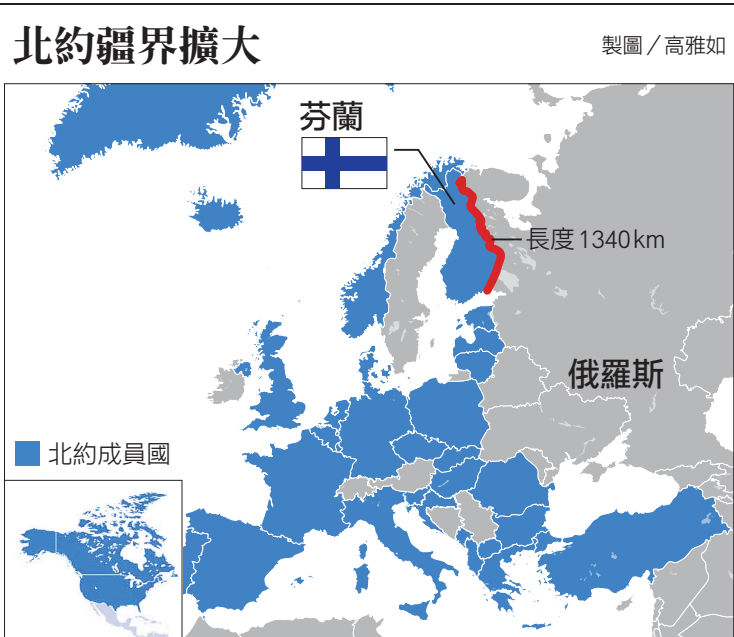 北約疆界擴大
製圖／高雅如
芬蘭
長度1340km
俄羅斯
北約成員國